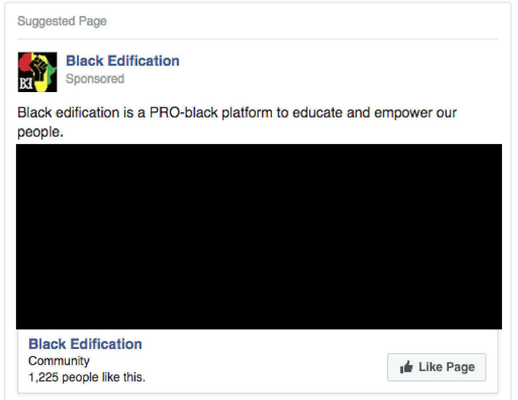 Suggested Page
Black Edification
Sponsored
BE
Black edification is a PRO-black platform to educate and empower our
people.
Black Edification
Community
1,225 people like this.
Like Page